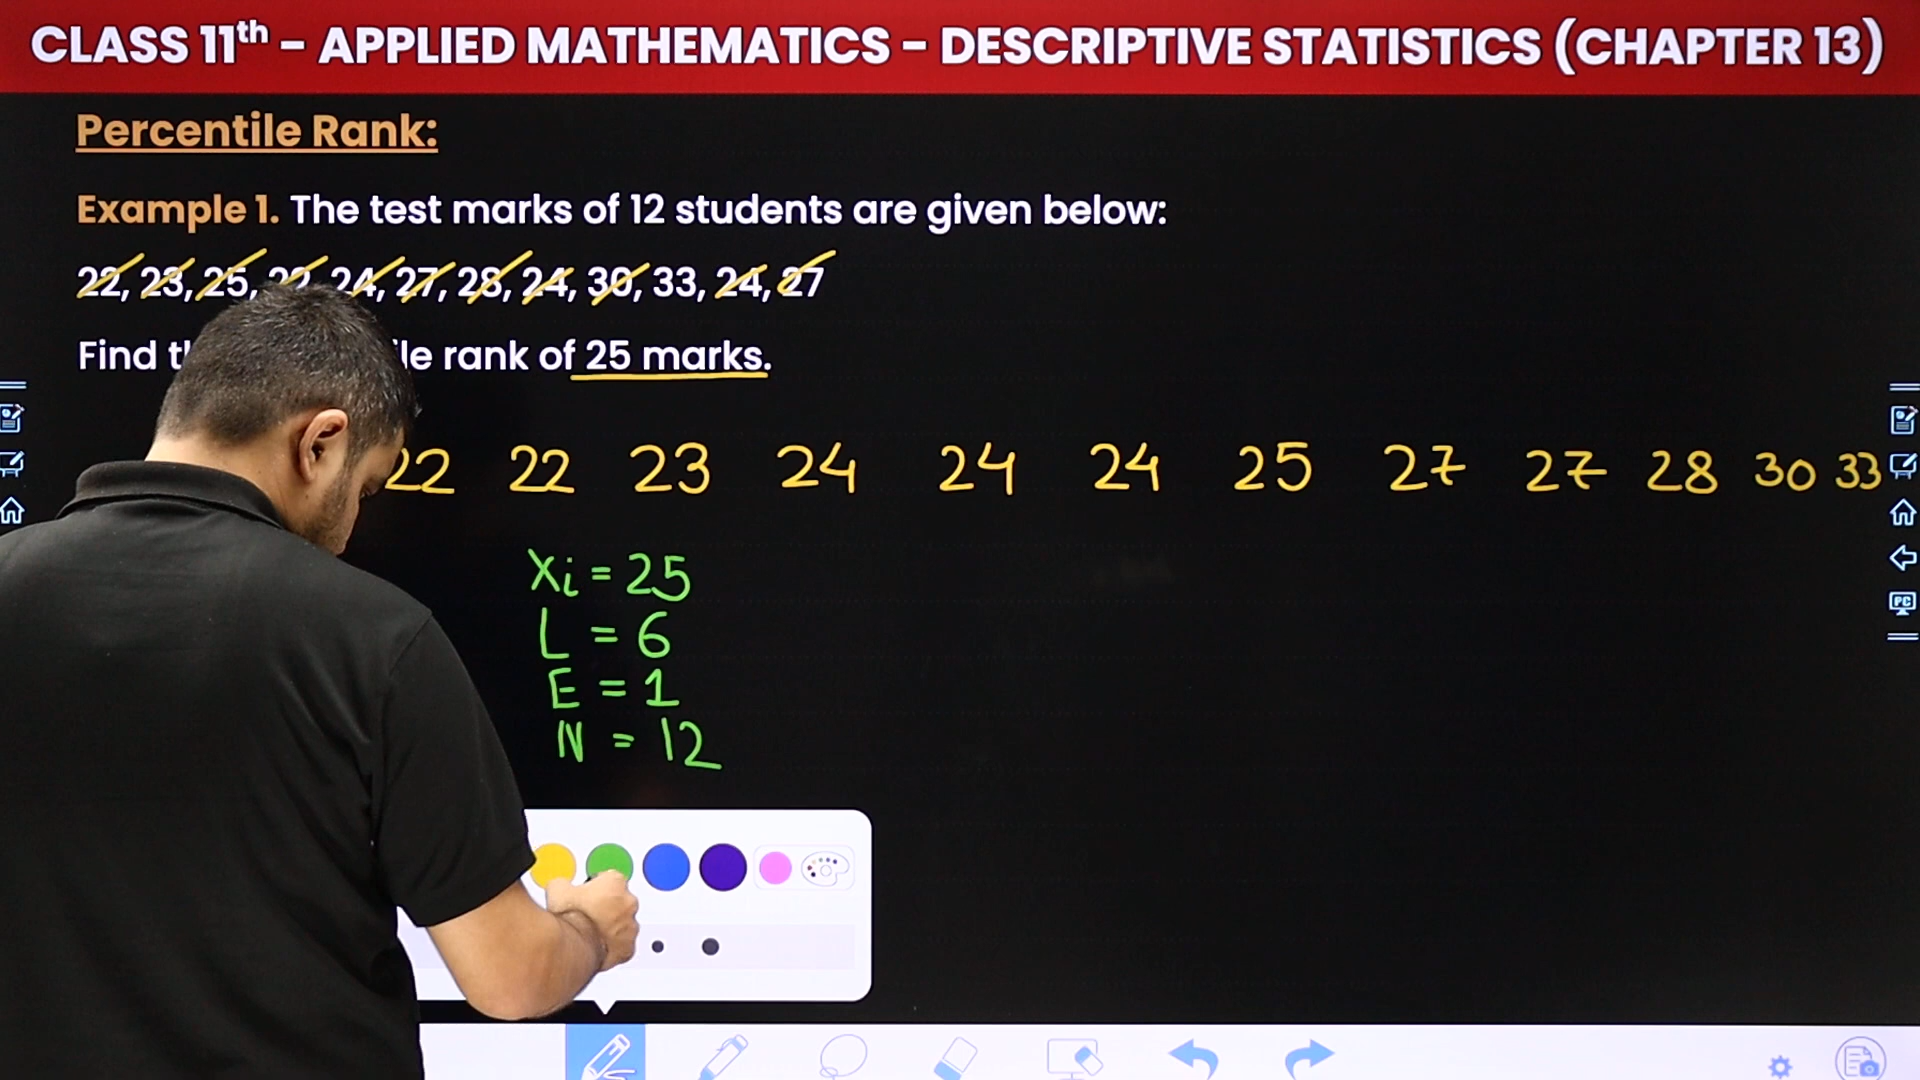 CLASS 11th - APPLIED MATHEMATICS - DESCRIPTIVE STATISTICS (CHAPTER 13)
Percentile Rank:
Example 1. The test marks of 12 students are given below:
22, 23, 25, 22, 24, 27, 28, 24, 30, 33, 24, 27
Find rank of 25 marks.
22 22 23 24 24 24 25 27 27 28 30 33
Xi = 25
L = 6
E = 1
N = 12
PC